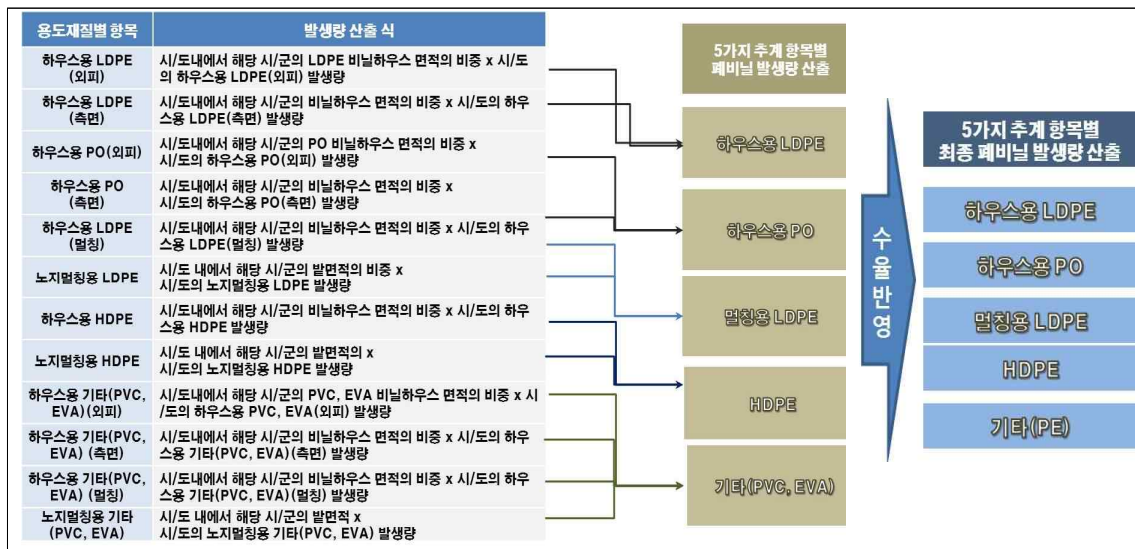 용도재질별 항목
발생량 산출 식
하우스용 LDPE
(외피)
시/도내에서 해당 시/군의 LDPE 비닐하우스 면적의 비중 x 시/도
의 하우스용 LDPE(외피) 발생량
하우스용 LDPE
(측면)
시/도내에서 해당 시/군의 비닐하우스 면적의 비중 x 시/도의 하우
스용 LDPE(측면) 발생량
하우스용 PO(외피)
시/도내에서 해당 시/군의 PO 비닐하우스 면적의 비중 x
시/도의 하우스용 PO(외피) 발생량
하우스용 PO
(측면)
시/도내에서 해당 시/군의 비닐하우스 면적의 비중 x
시/도의 하우스용 PO(측면) 발생량
하우스용 LDPE
(멀칭)
시/도내에서 해당 시/군의 비닐하우스 면적의 비중 x 시/도의 하우
스용 LDPE(멀칭) 발생량
노지멀칭용 LDPE
시/도 내에서 해당 시/군의 밭면적의 비중 x
시/도의 노지멀칭용 LDPE 발생량
하우스용 HDPE
시/도내에서 해당 시/군의 비닐하우스 면적의 비중 x 시/도의 하우
스용 HDPE 발생량
노지멀칭용 HDPE
시/도 내에서 해당 시/군의 밭면적의 x
시/도의 노지멀칭용 HDPE 발생량
하우스용 기타(PVC,
EVA)(외피)
시/도내에서 해당 시/군의 PVC, EVA 비닐하우스 면적의 비중 x 시
/도의 하우스용 PVC, EVA(외피) 발생량
하우스용 기타(PVC,
EVA) (측면)
시/도내에서 해당 시/군의 비닐하우스 면적의 비중 x 시/도의 하우
스용 기타(PVC, EVA)(측면) 발생량
하우스용 기타(PVC,
EVA) (멀칭)
시/도내에서 해당 시/군의 비닐하우스 면적의 비중 x 시/도의 하우
스용 기타(PVC, EVA)(멀칭) 발생량
노지멀칭용 기타
(PVC, EVA)
시/도 내에서 해당 시/군의 밭면적 x
시/도의 노지멀칭용 기타(PVC, EVA) 발생량
5가지 추계 항목별
폐비닐 발생량 산출
하우스용 LDPE
하우스용 PO
멀칭용 LDPE
HDPE
기타(PVC, EVA)
수율반영
5가지 추계 항목별
최종 폐비닐 발생량 산출
하우스용 LDPE
하우스용 PO
멀칭용 LDPE
HDPE
기타(PE)